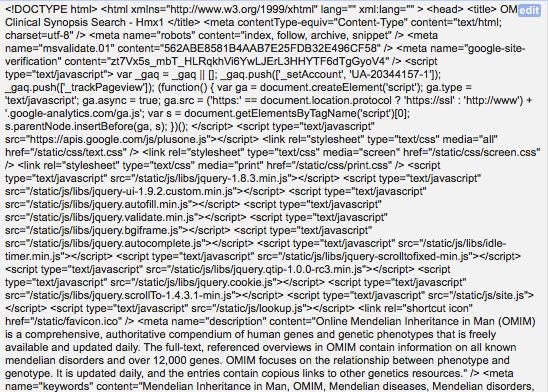 <!DOCTYPE html> <html xmlns="http://www.w3.org/1999/xhtml" lang="" xml:lang="" > <head> <title> OM edit
Clinical Synopsis Search - Hmx1 </title> <meta contentType-equiv="Content-Type" content="text/html;
charset=utf-8" /> <meta name="robots" content="index, follow, archive, snippet" /> <meta
name="msvalidate.01" content="562ABE8581B4AAB7E25FDB32E496CF58" /> <meta name="google-site-
verification" content="zt7Vx5s_mbT_HLRqkhVl6YwLJErL3HHYTF6dTgGyoV4" /> <script
type="text/javascript"> var _gaq = _gaq || []; _gaq.push(['_setAccount', 'UA-20344157-1']);
_gaq.push(['_trackPageview']); (function() { var ga = document.createElement('script'); ga.type =
'text/javascript'; ga.async = true; ga.src = ('https:' == document.location.protocol ? 'https://ssl' : 'http://www') +
'.google-analytics.com/ga.js'; var s = document.getElementsByTagName('script')[0];
s.parentNode.insertBefore(ga, s); })(); </script> <script type="text/javascript"
src="https://apis.google.com/js/plusone.js"></script> <link rel="stylesheet" type="text/css" media="all"
href="/static/css/text.css" /> <link rel="stylesheet" type="text/css" media="screen" href="/static/css/screen.css"
/> <link rel="stylesheet" type="text/css" media="print" href="/static/css/print.css" /> <script
type="text/javascript" src="/static/js/libs/jquery-1.8.3.min.js"></script> <script type="text/javascript"
src="/static/js/libs/jquery-ui-1.9.2.custom.min.js"></script> <script type="text/javascript"
src="/static/js/libs/jquery.autofill.min.js"></script> <script type="text/javascript"
src="/static/js/libs/jquery.validate.min.js"></script> <script type="text/javascript"
src="/static/js/libs/jquery.bgiframe.js"></script> <script type="text/javascript"
src="/static/js/libs/jquery.autocomplete.js"></script> <script type="text/javascript" src="/static/js/libs/idle-
timer.min.js"></script> <script type="text/javascript" src="/static/js/libs/jquery-scrolltofixed-min.js"></script>
<script type="text/javascript" src="/static/js/libs/jquery.qtip-1.0.0-rc3.min.js"></script> <script
type="text/javascript" src="/static/js/libs/jquery.cookie.js"></script> <script type="text/javascript"
src="/static/js/libs/jquery.scrollTo-1.4.3.1-min.js"></script> <script type="text/javascript" src="/static/js/site.js">
</script> <script type="text/javascript" src="/static/js/lookup.js"></script> <link rel="shortcut icon"
href="/static/favicon.ico" /> <meta name="description" content="Online Mendelian Inheritance in Man (OMIM)
is a comprehensive, authoritative compendium of human genes and genetic phenotypes that is freely
available and updated daily. The full-text, referenced overviews in OMIM contain information on all known
mendelian disorders and over 12,000 genes. OMIM focuses on the relationship between phenotype and
genotype. It is updated daily, and the entries contain copious links to other genetics resources." /> <meta
name="keywords" content="Mendelian Inheritance in Man, OMIM, Mendelian diseases, Mendelian disorders,